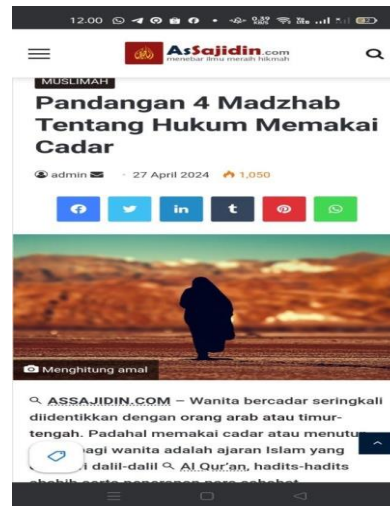 12.00
AsSajidin.com
menebar ilmu meraih hikmah
MUSLIMAH
Pandangan 4 Madzhab
Tentang Hukum Memakai
Cadar
admin · 27 April 2024 1,050
Menghitung amal
ASSAJIDIN.COM – Wanita bercadar seringkali
diidentikkan dengan orang arab atau timur-
tengah. Padahal memakai cadar atau
bagi wanita adalah ajaran Islam yang
dalil-dalil Al Qur'an, hadits-hadits